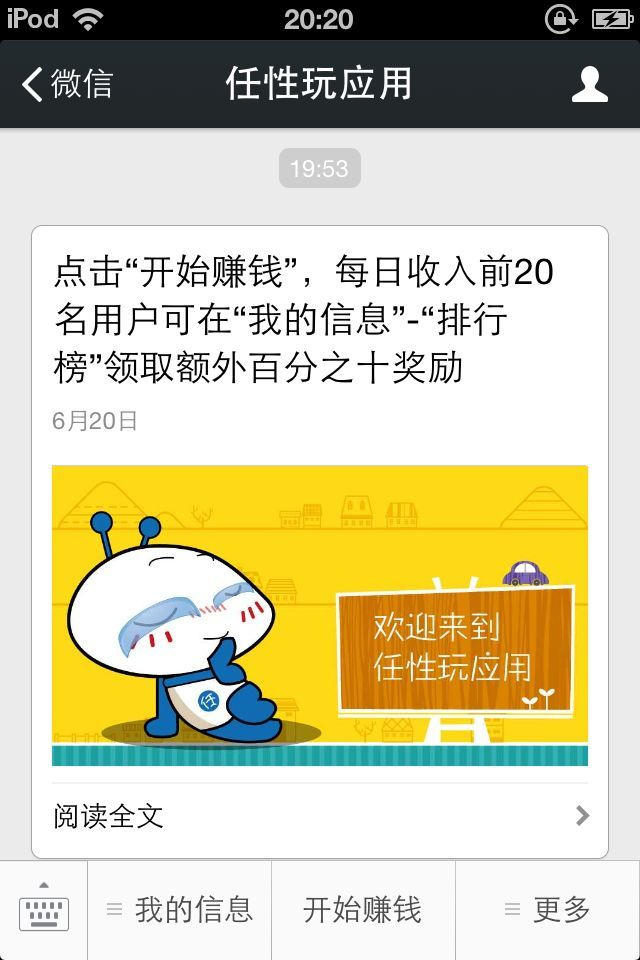 iPod 20:20
微信 任性玩应用
19:53
点击“开始赚钱”，每日收入前20
名用户可在“我的信息”-“排行
榜”领取额外百分之十奖励
6月20日
欢迎来到
任性玩应用
任
阅读全文
我的信息 开始赚钱 更多